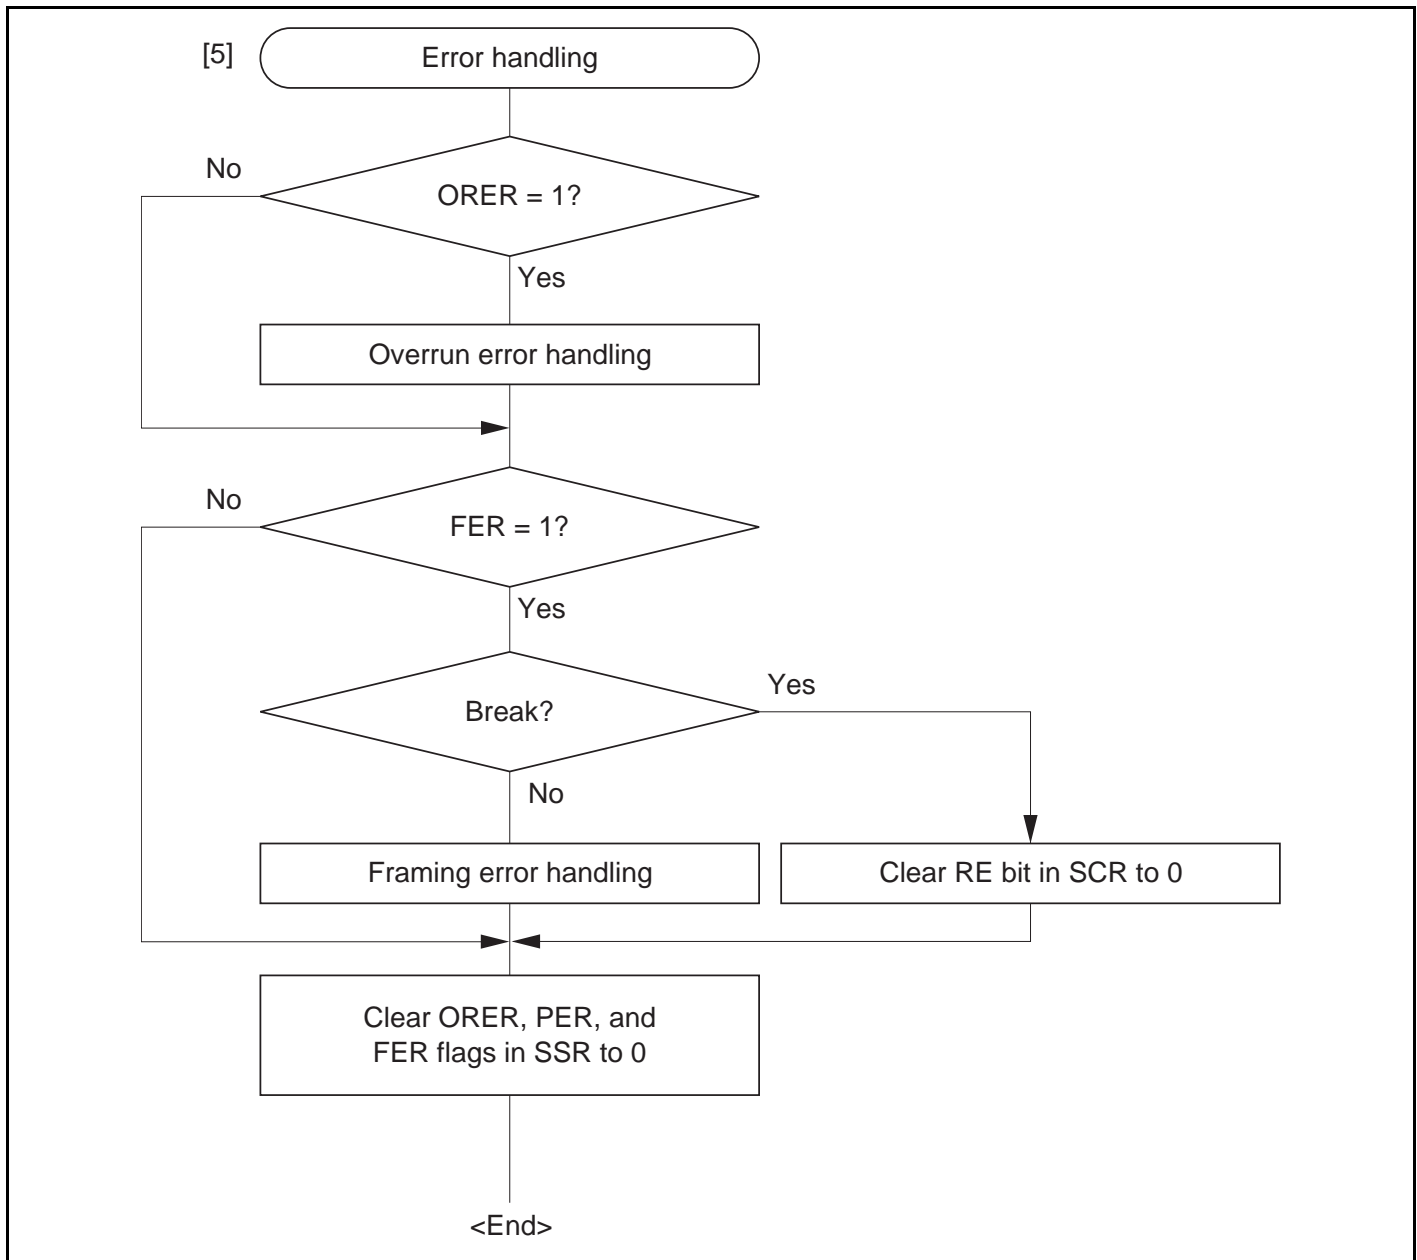 [5] Error handling
No
ORER = 1?
Yes
Overrun error handling
No
FER = 1?
Yes
Yes
Break?
No
Framing error handling
Clear RE bit in SCR to 0
Clear ORER, PER, and
FER flags in SSR to 0
<End>